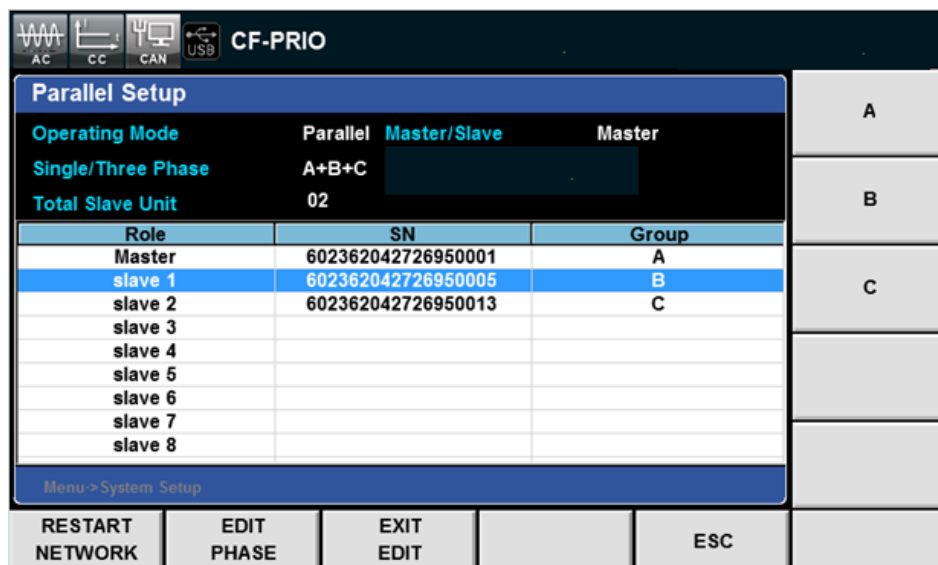 AC CC CAN USB CF-PRIO
Parallel Setup
Operating Mode Parallel Master/Slave Master
Single/Three Phase A+B+C
Total Slave Unit 02
Role SN Group
Master 602362042726950001 A
slave 1 602362042726950005 B
slave 2 602362042726950013 C
slave 3
slave 4
slave 5
slave 6
slave 7
slave 8
Menu->System Setup
A
B
C
RESTART NETWORK
EDIT PHASE
EXIT EDIT
ESC